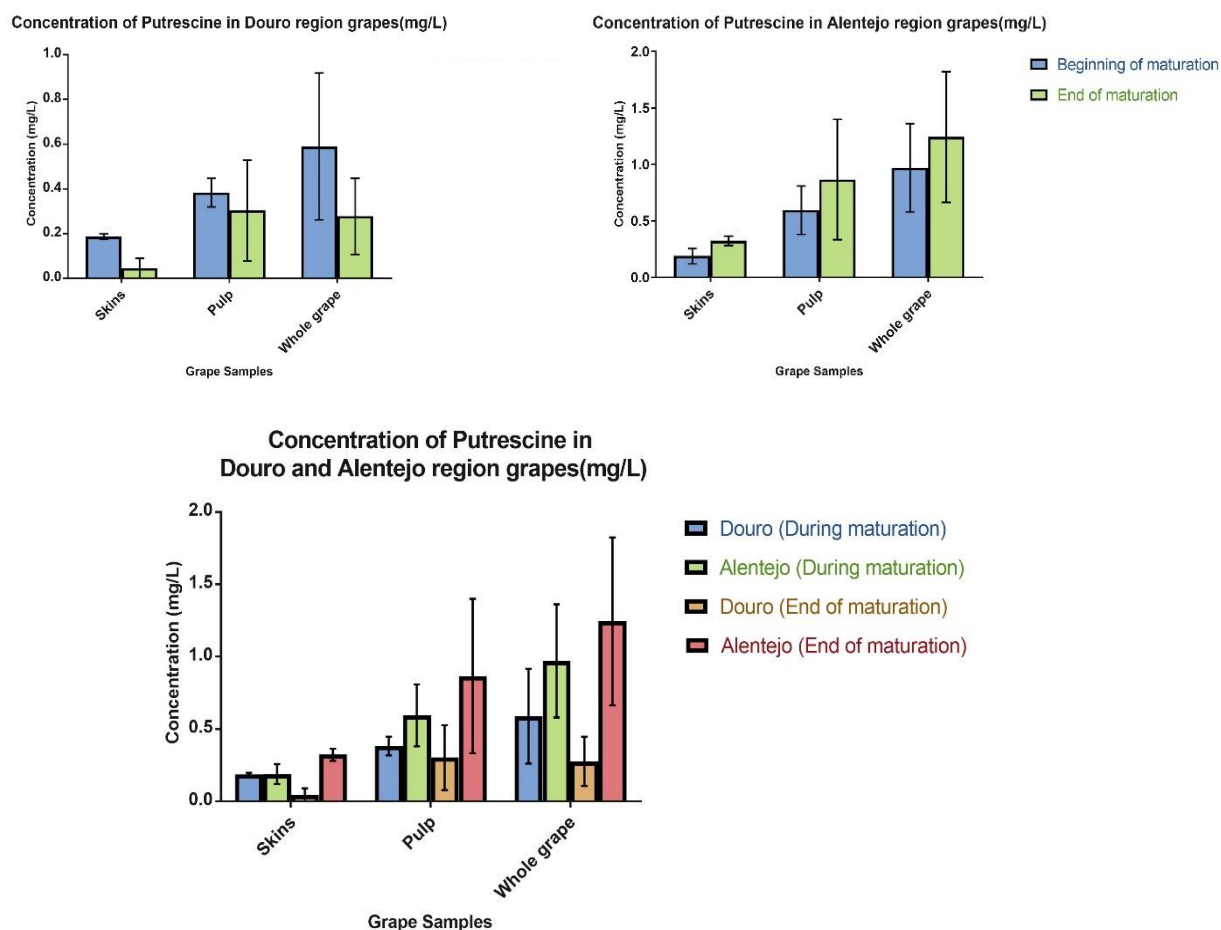 Concentration of Putrescine in Douro region grapes(mg/L)
Concentration (mg/L)
1.0
0.8
0.6
0.4
0.2
0.0
Skins
Pulp
Whole grape
Grape Samples
Concentration of Putrescine in Alentejo region grapes(mg/L)
Concentration (mg/L)
2.0
1.5
1.0
0.5
0.0
Skins
Pulp
Whole grape
Grape Samples
Beginning of maturation
End of maturation
Concentration of Putrescine in
Douro and Alentejo region grapes(mg/L)
Concentration (mg/L)
2.0
1.5
1.0
0.5
0.0
Skins
Pulp
Whole grape
Grape Samples
Douro (During maturation)
Alentejo (During maturation)
Douro (End of maturation)
Alentejo (End of maturation)